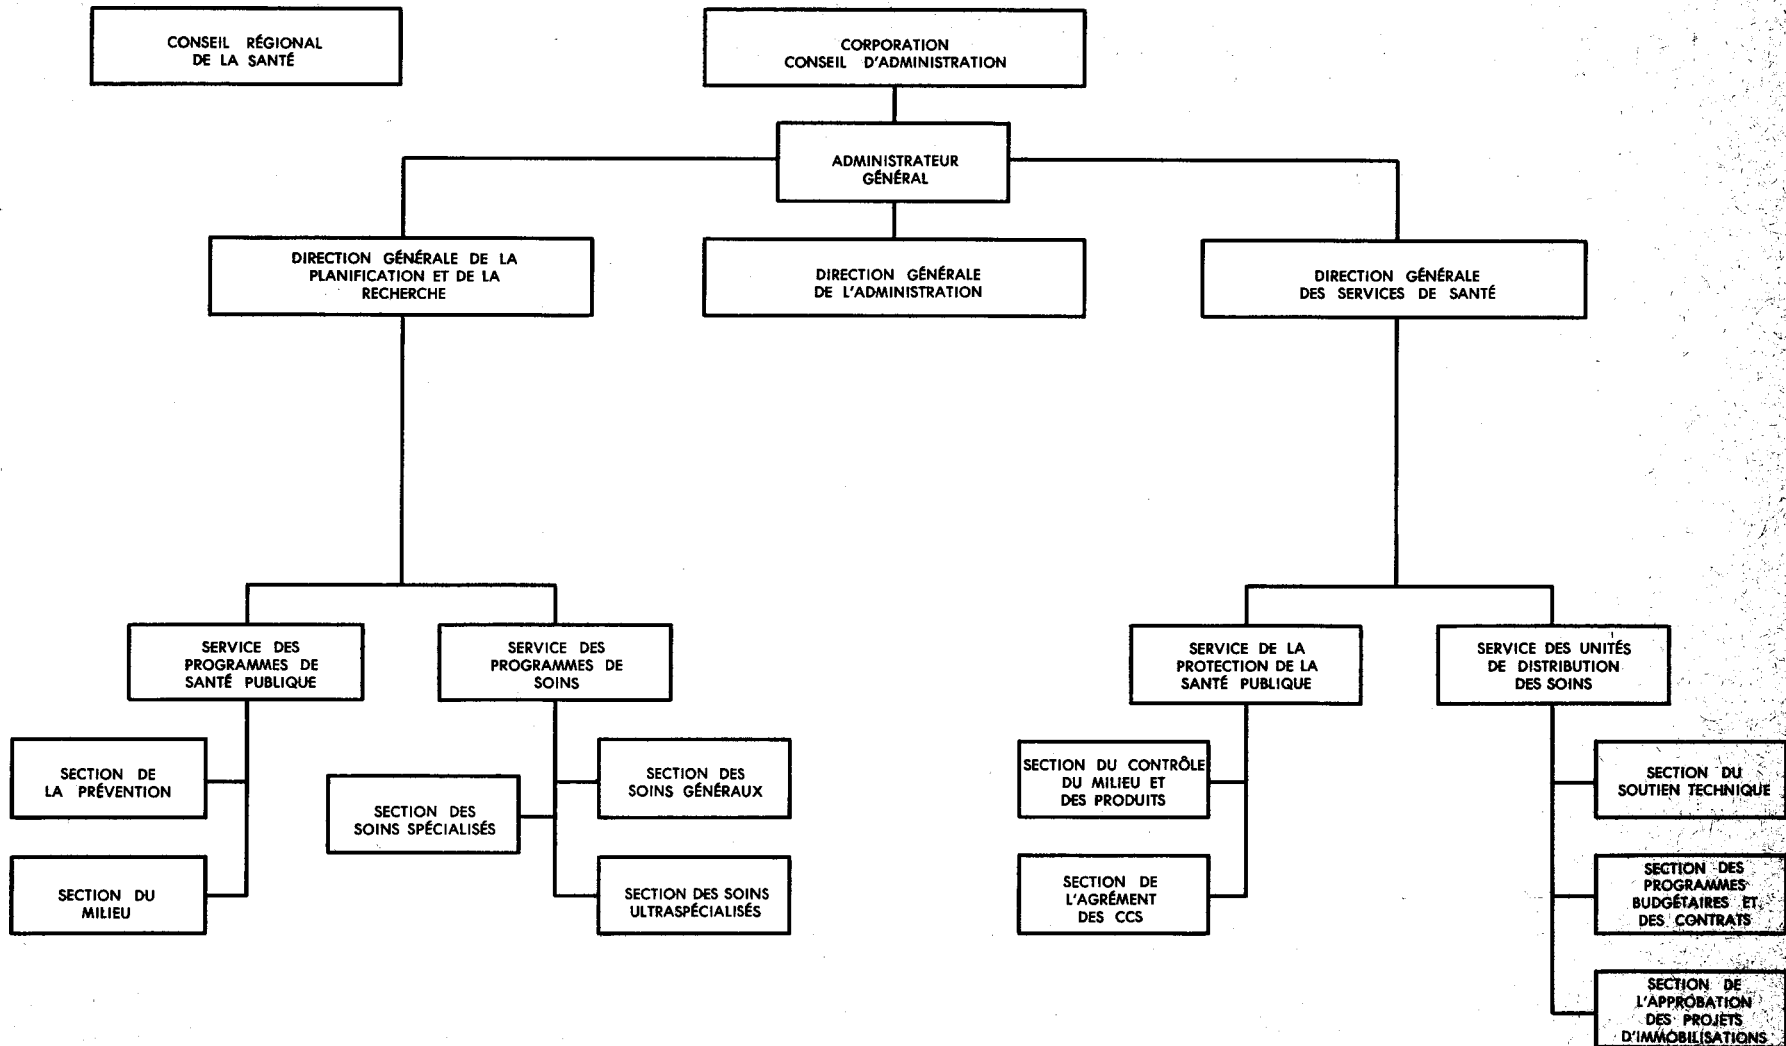 CONSEIL RÉGIONAL
DE LA SANTÉ
CORPORATION
CONSEIL D'ADMINISTRATION
ADMINISTRATEUR
GÉNÉRAL
DIRECTION GÉNÉRALE DE LA
PLANIFICATION ET DE LA
RECHERCHE
DIRECTION GÉNÉRALE
DE L'ADMINISTRATION
DIRECTION GÉNÉRALE
DES SERVICES DE SANTÉ
SERVICE DES
PROGRAMMES DE
SANTÉ PUBLIQUE
SERVICE DES
PROGRAMMES DE
SOINS
SERVICE DE LA
PROTECTION DE LA
SANTÉ PUBLIQUE
SERVICE DES UNITÉS
DE DISTRIBUTION
DES SOINS
SECTION DE
LA PRÉVENTION
SECTION DES
SOINS SPÉCIALISÉS
SECTION DES
SOINS GÉNÉRAUX
SECTION DU CONTRÔLE
DU MILIEU ET
DES PRODUITS
SECTION DU
SOUTIEN TECHNIQUE
SECTION DU
MILIEU
SECTION DES SOINS
ULTRASPÉCIALISÉS
SECTION DE
L'AGRÉMENT
DES CCS
SECTION DES
PROGRAMMES
BUDGÉTAIRES ET
DES CONTRATS
SECTION DE
L'APPROBATION
DES PROJETS
D'IMMOBILISATIONS